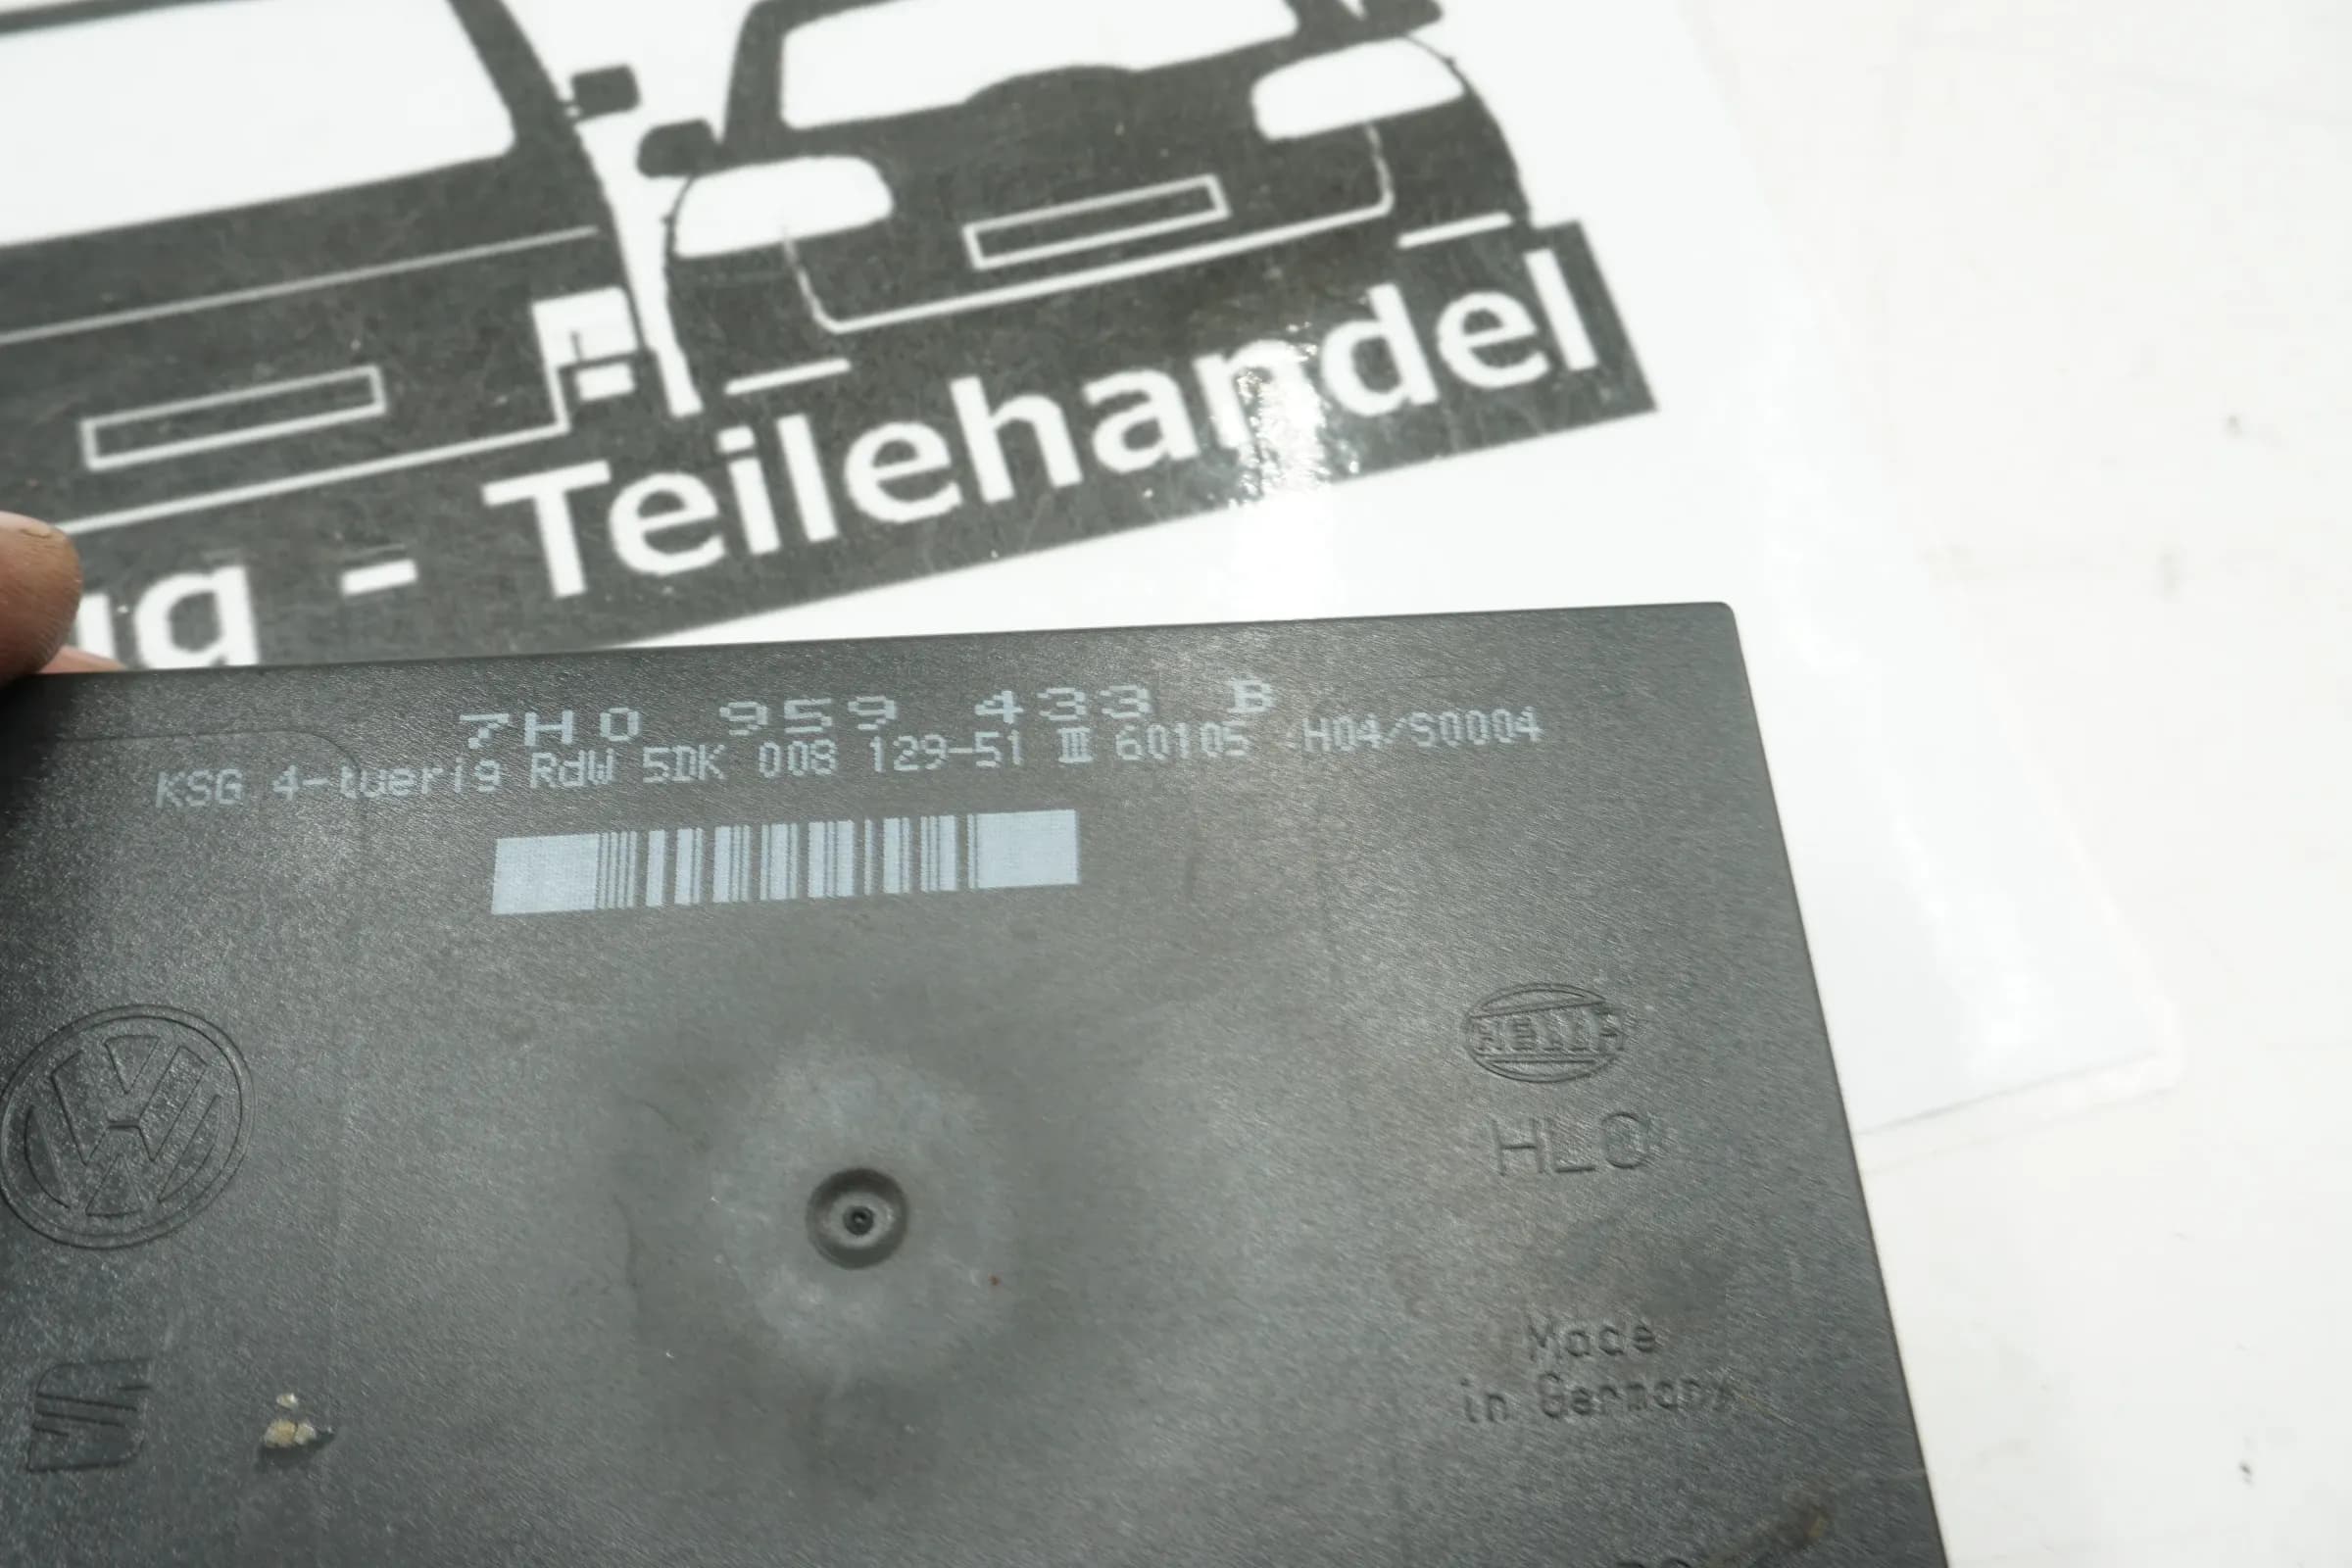 - Teilehandel
7H0 959 433 B
KSG 4-tuerig RdW 5DK 008 129-51 III 60105 H04/S0004
HELLA
HLO
Made
in Germany